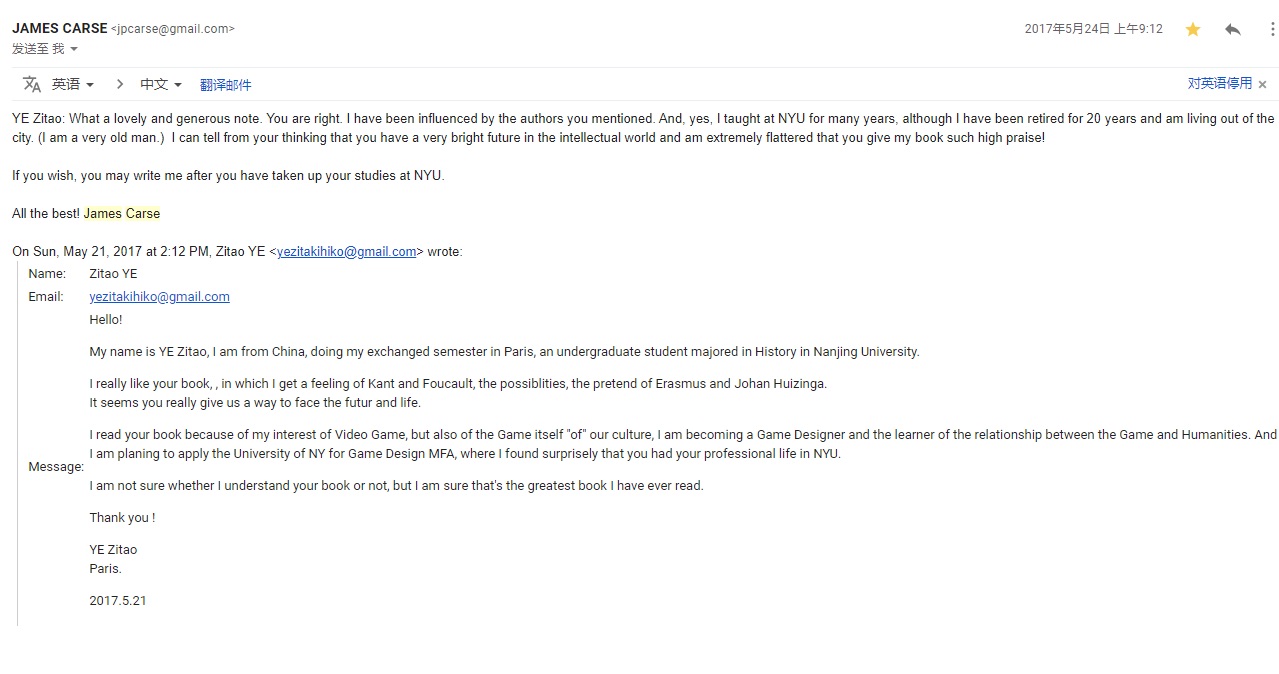 JAMES CARSE <jpcarse@gmail.com>
2017年5月24日 上午9:12
发送至 我
英语 > 中文 翻译邮件
对英语停用 ×
YE Zitao: What a lovely and generous note. You are right. I have been influenced by the authors you mentioned. And, yes, I taught at NYU for many years, although I have been retired for 20 years and am living out of the
city. (I am a very old man.)  I can tell from your thinking that you have a very bright future in the intellectual world and am extremely flattered that you give my book such high praise!
If you wish, you may write me after you have taken up your studies at NYU.
All the best! James Carse
On Sun, May 21, 2017 at 2:12 PM, Zitao YE <yezitakihiko@gmail.com> wrote:
Name: Zitao YE
Email: yezitakihiko@gmail.com
Hello!
My name is YE Zitao, I am from China, doing my exchanged semester in Paris, an undergraduate student majored in History in Nanjing University.
I really like your book, , in which I get a feeling of Kant and Foucault, the possiblities, the pretend of Erasmus and Johan Huizinga.
It seems you really give us a way to face the futur and life.
I read your book because of my interest of Video Game, but also of the Game itself "of" our culture, I am becoming a Game Designer and the learner of the relationship between the Game and Humanities. And
I am planing to apply the University of NY for Game Design MFA, where I found surprisely that you had your professional life in NYU.
Message:
I am not sure whether I understand your book or not, but I am sure that's the greatest book I have ever read.
Thank you !
YE Zitao
Paris.
2017.5.21